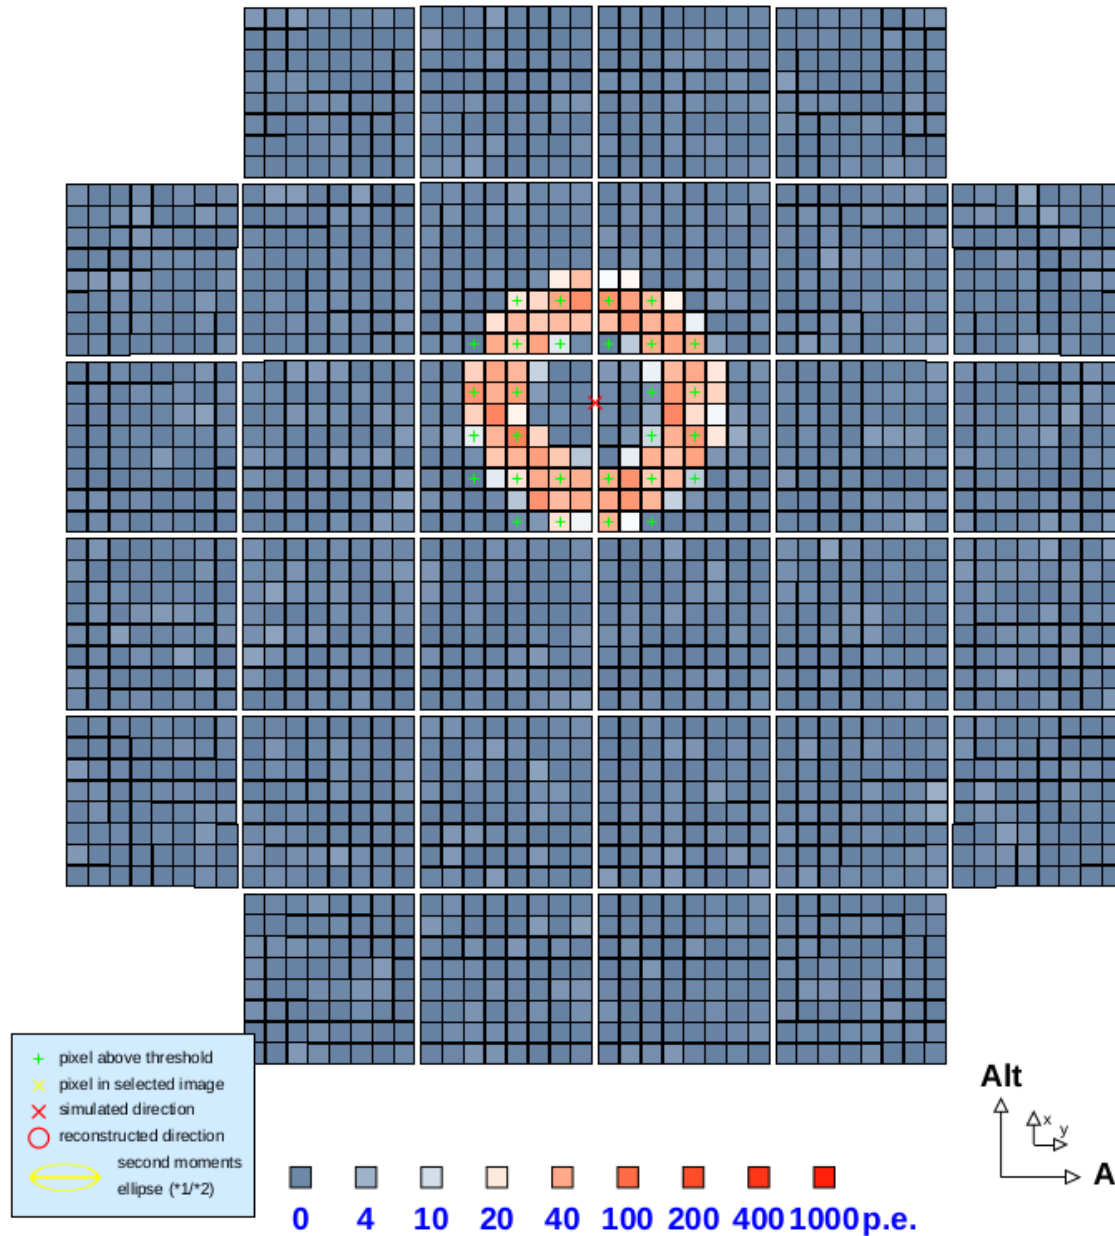 pixel above threshold
pixel in selected image
simulated direction
reconstructed direction
second moments
ellipse (*1/*2)
Alt
x
y
A
0 4 10 20 40 100 200 400 1000 p.e.